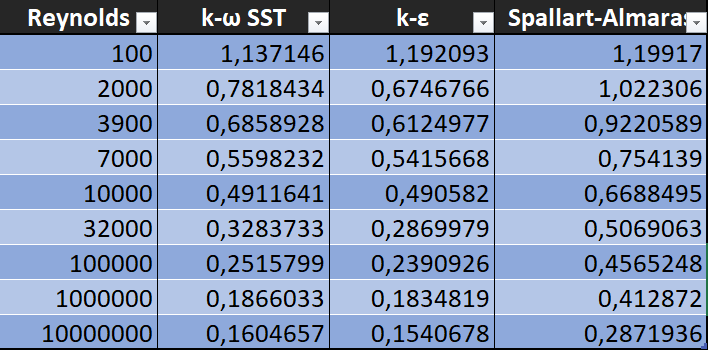 Reynolds k-ω SST k-ε Spallart-Almaras
100 1,137146 1,192093 1,19917
2000 0,7818434 0,6746766 1,022306
3900 0,6858928 0,6124977 0,9220589
7000 0,5598232 0,5415668 0,754139
10000 0,4911641 0,490582 0,6688495
32000 0,3283733 0,2869979 0,5069063
100000 0,2515799 0,2390926 0,4565248
1000000 0,1866033 0,1834819 0,412872
10000000 0,1604657 0,1540678 0,2871936